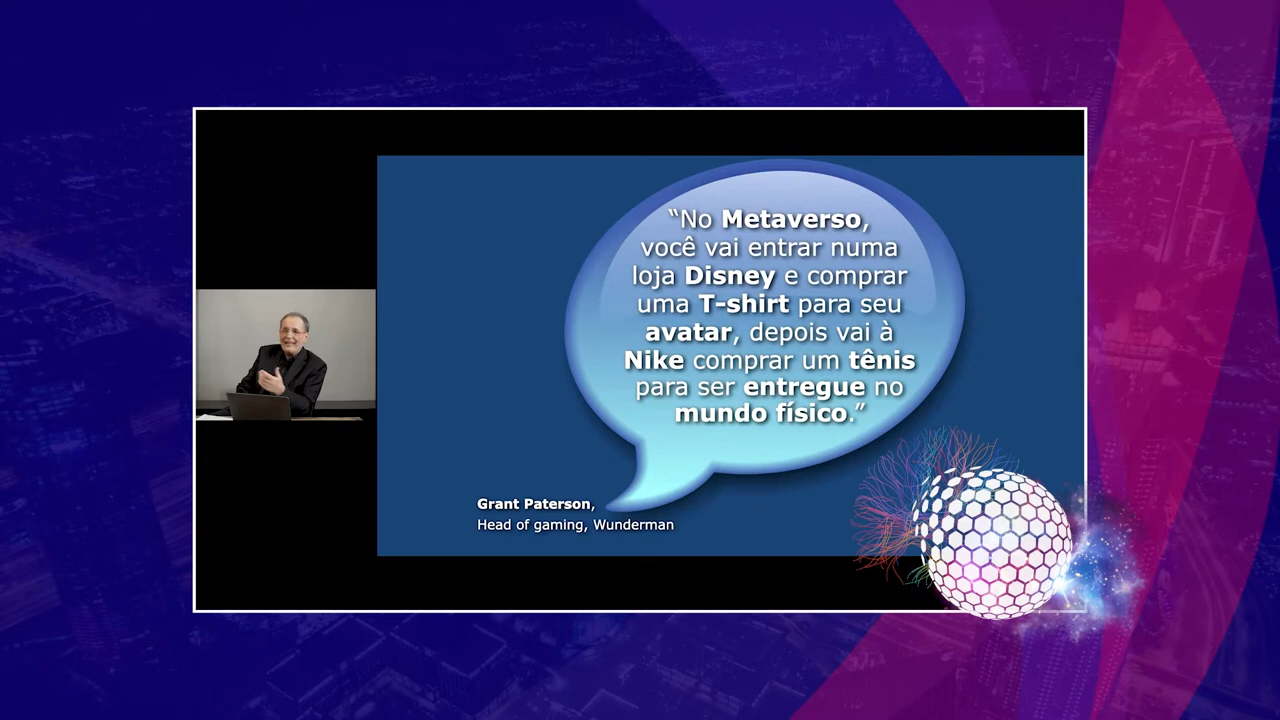 “No Metaverso,
você vai entrar numa
loja Disney e comprar
uma T-shirt para seu
avatar, depois vai à
Nike comprar um tênis
para ser entregue no
mundo físico.”
Grant Paterson,
Head of gaming, Wunderman